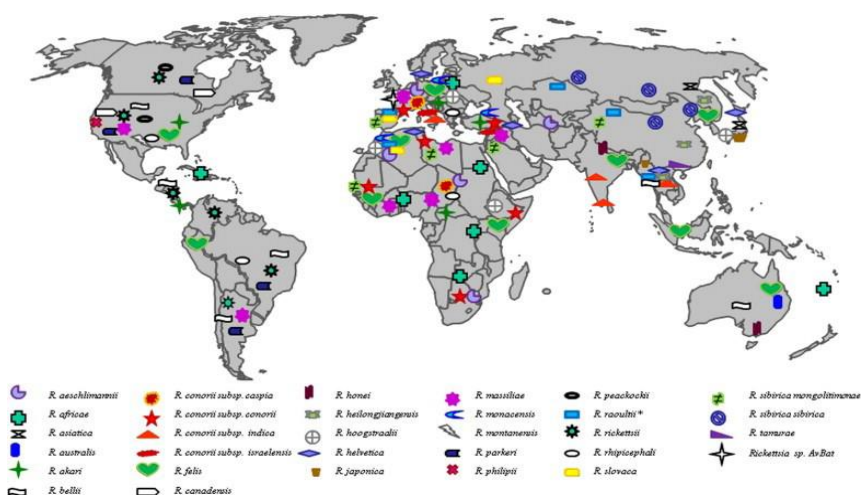 R. aeschlimannii
R. conorii subsp. caspia
R. honei
R. massiliae
R. peackockii
R. sibirica mongolitimonae
R. africae
R. conorii subsp. conorii
R. heilongjiangensis
R. monacensis
R. raoultii*
R. sibirica sibirica
R. asiatica
R. conorii subsp. indica
R. hoogstraalii
R. montanensis
R. rickettsii
R. tamurae
R. australis
R. conorii subsp. israelensis
R. helvetica
R. parkeri
R. rhipicephali
Rickettsia sp. AvBat
R. akari
R. felis
R. japonica
R. philipii
R. slovaca
R. bellii
R. canadensis